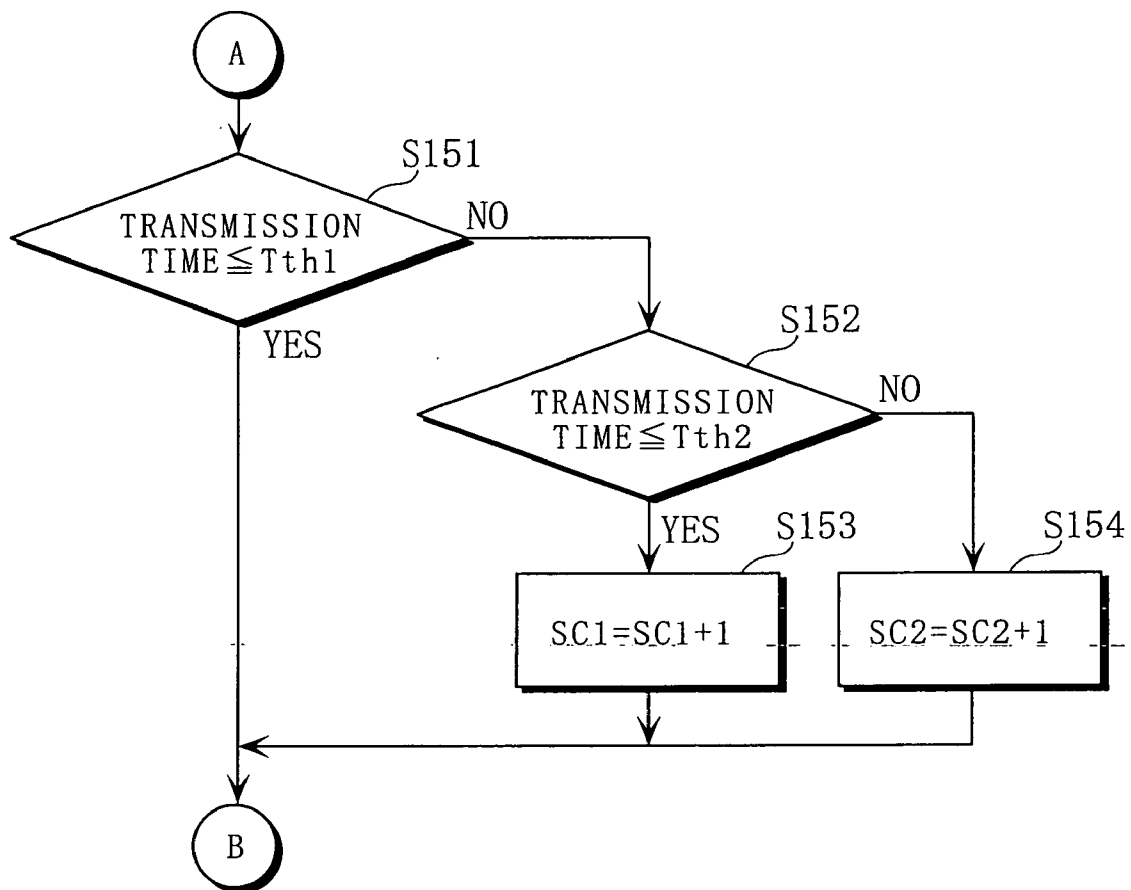 A
S151
TRANSMISSION
TIME≦Tth1
NO
YES
S152
TRANSMISSION
TIME≦Tth2
NO
YES
S153
SC1=SC1+1
S154
SC2=SC2+1
B